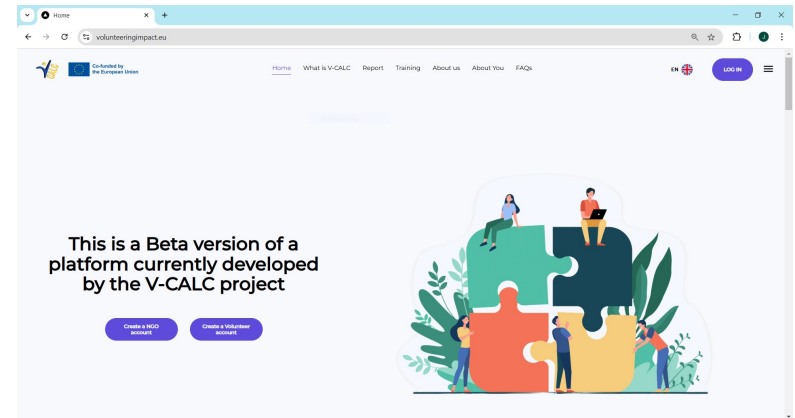 Home
volunteeringimpact.eu
J
V-CALC
Co-funded by
the European Union
Home What is V-CALC Report Training About us About You FAQs
EN
LOG IN
This is a Beta version of a
platform currently developed
by the V-CALC project
Create a NGO
account
Create a Volunteer
account